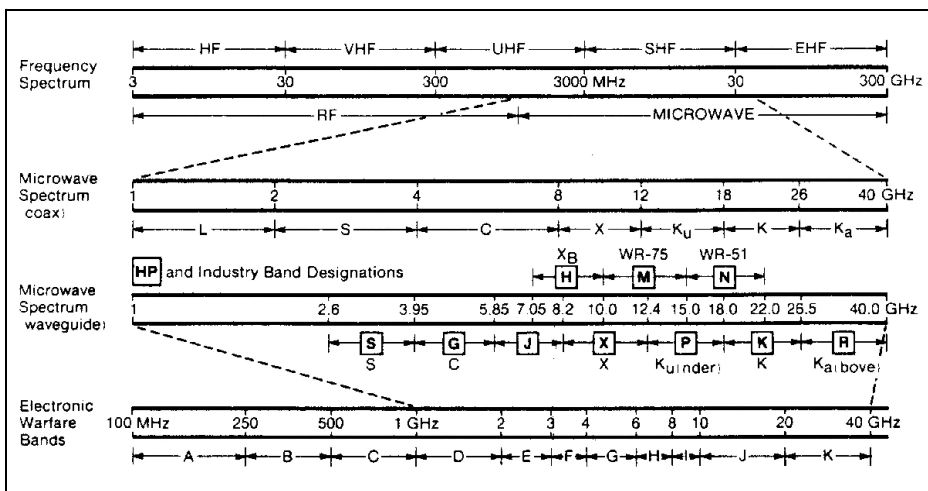 HF VHF UHF SHF EHF
Frequency
Spectrum
3 30 300 3000 MHz 30 300 GHz
RF MICROWAVE
Microwave
Spectrum
coax)
1 2 4 8 12 18 26 40 GHz
L S C X Ku K Ka
HP and Industry Band Designations
XB WR-75 WR-51
H M N
Microwave
Spectrum
waveguide)
1 2.6 3.95 5.85 7.05 8.2 10.0 12.4 15.0 18.0 22.0 26.5 40.0 GHz
S G J X P K R
S C X Ku(nder) K Ka(bove)
Electronic
Warfare
Bands
100 MHz 250 500 1 GHz 2 3 4 6 8 10 20 40 GHz
A B C D E F G H I J K